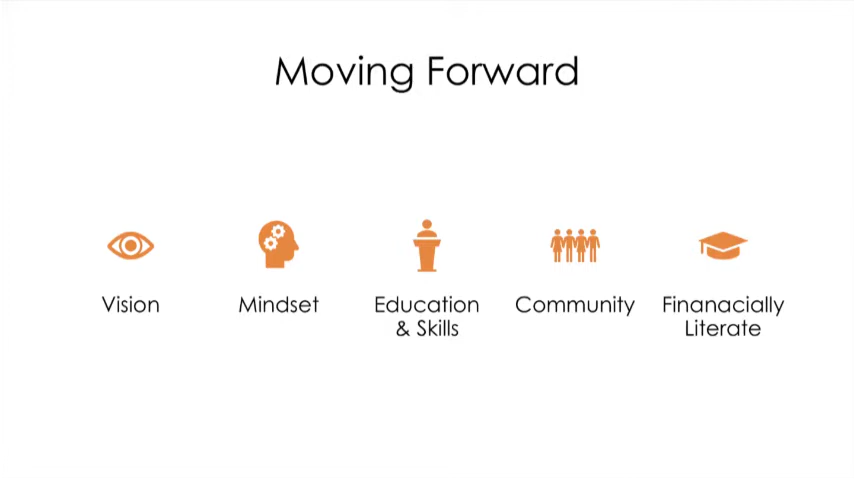 Moving Forward
Vision
Mindset
Education
& Skills
Community
Finanacially
Literate